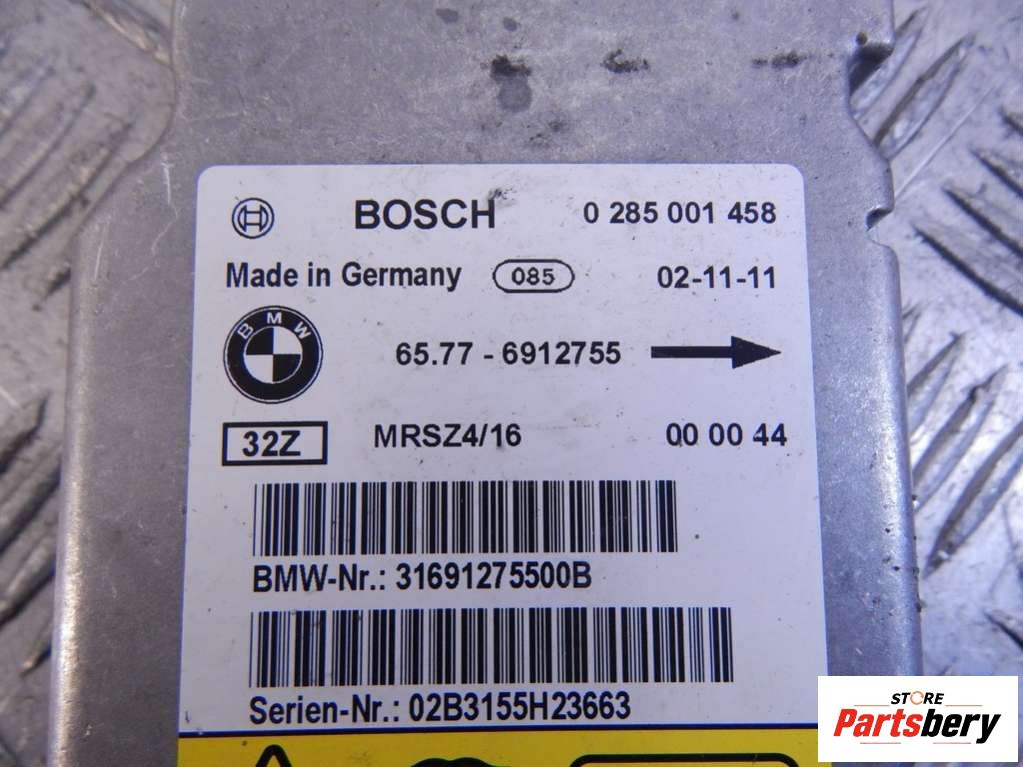 BOSCH 0 285 001 458
Made in Germany 085 02-11-11
BMW
65.77 - 6912755
32Z MRSZ4/16 00 00 44
BMW-Nr.: 31691275500B
Serien-Nr.: 02B3155H23663
STORE
Partsbery